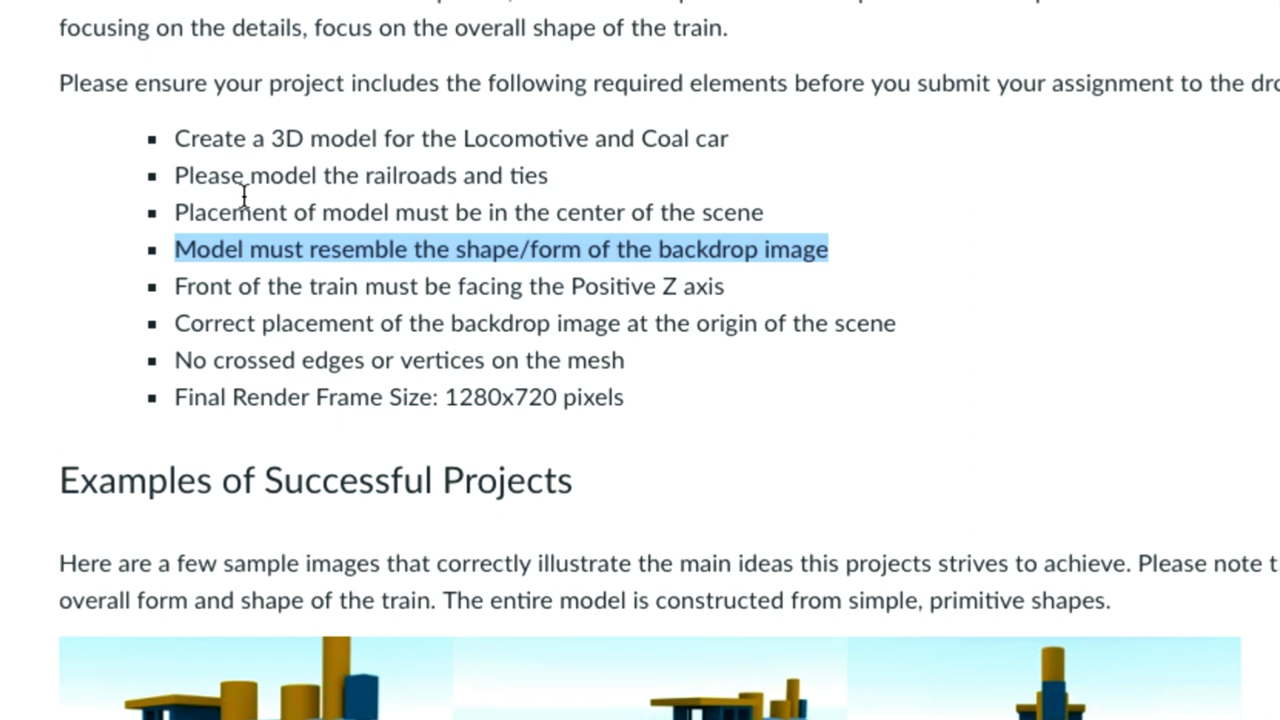 focusing on the details, focus on the overall shape of the train.
Please ensure your project includes the following required elements before you submit your assignment to the
Create a 3D model for the Locomotive and Coal car
Please model the railroads and ties
Placement of model must be in the center of the scene
Model must resemble the shape/form of the backdrop image
Front of the train must be facing the Positive Z axis
Correct placement of the backdrop image at the origin of the scene
No crossed edges or vertices on the mesh
Final Render Frame Size: 1280x720 pixels
Examples of Successful Projects
Here are a few sample images that correctly illustrate the main ideas this projects strives to achieve. Please note
overall form and shape of the train. The entire model is constructed from simple, primitive shapes.